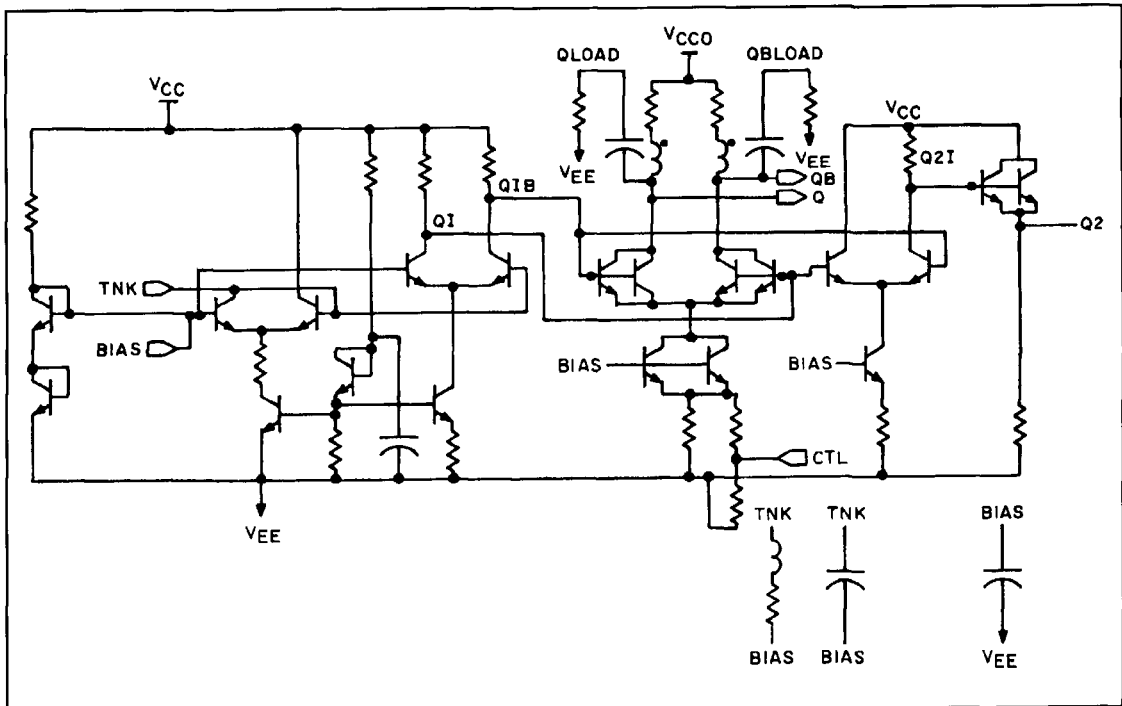 VCCO
QLOAD
QBLOAD
VCC
VCC
VEE
VEE
Q2I
QB
QIB
Q
QI
Q2
TNK
BIAS
BIAS
BIAS
CTL
VEE
TNK
TNK
BIAS
BIAS
BIAS
VEE